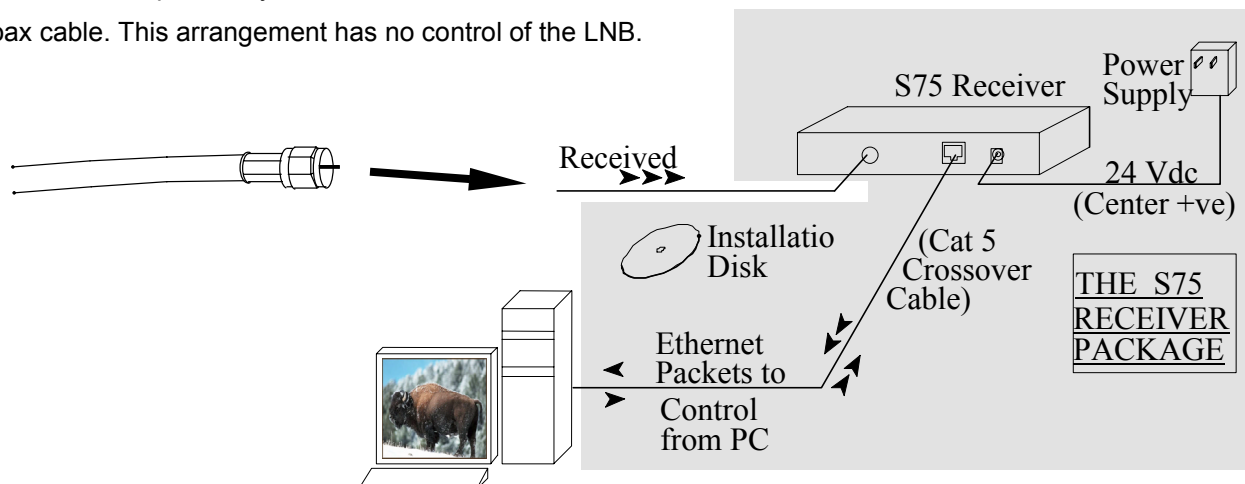 oax cable. This arrangement has no control of the LNB.
S75 Receiver
Power
Supply
Received
24 Vdc
(Center +ve)
Installatio
Disk
(Cat 5
Crossover
Cable)
THE S75
RECEIVER
PACKAGE
Ethernet
Packets to
Control
from PC